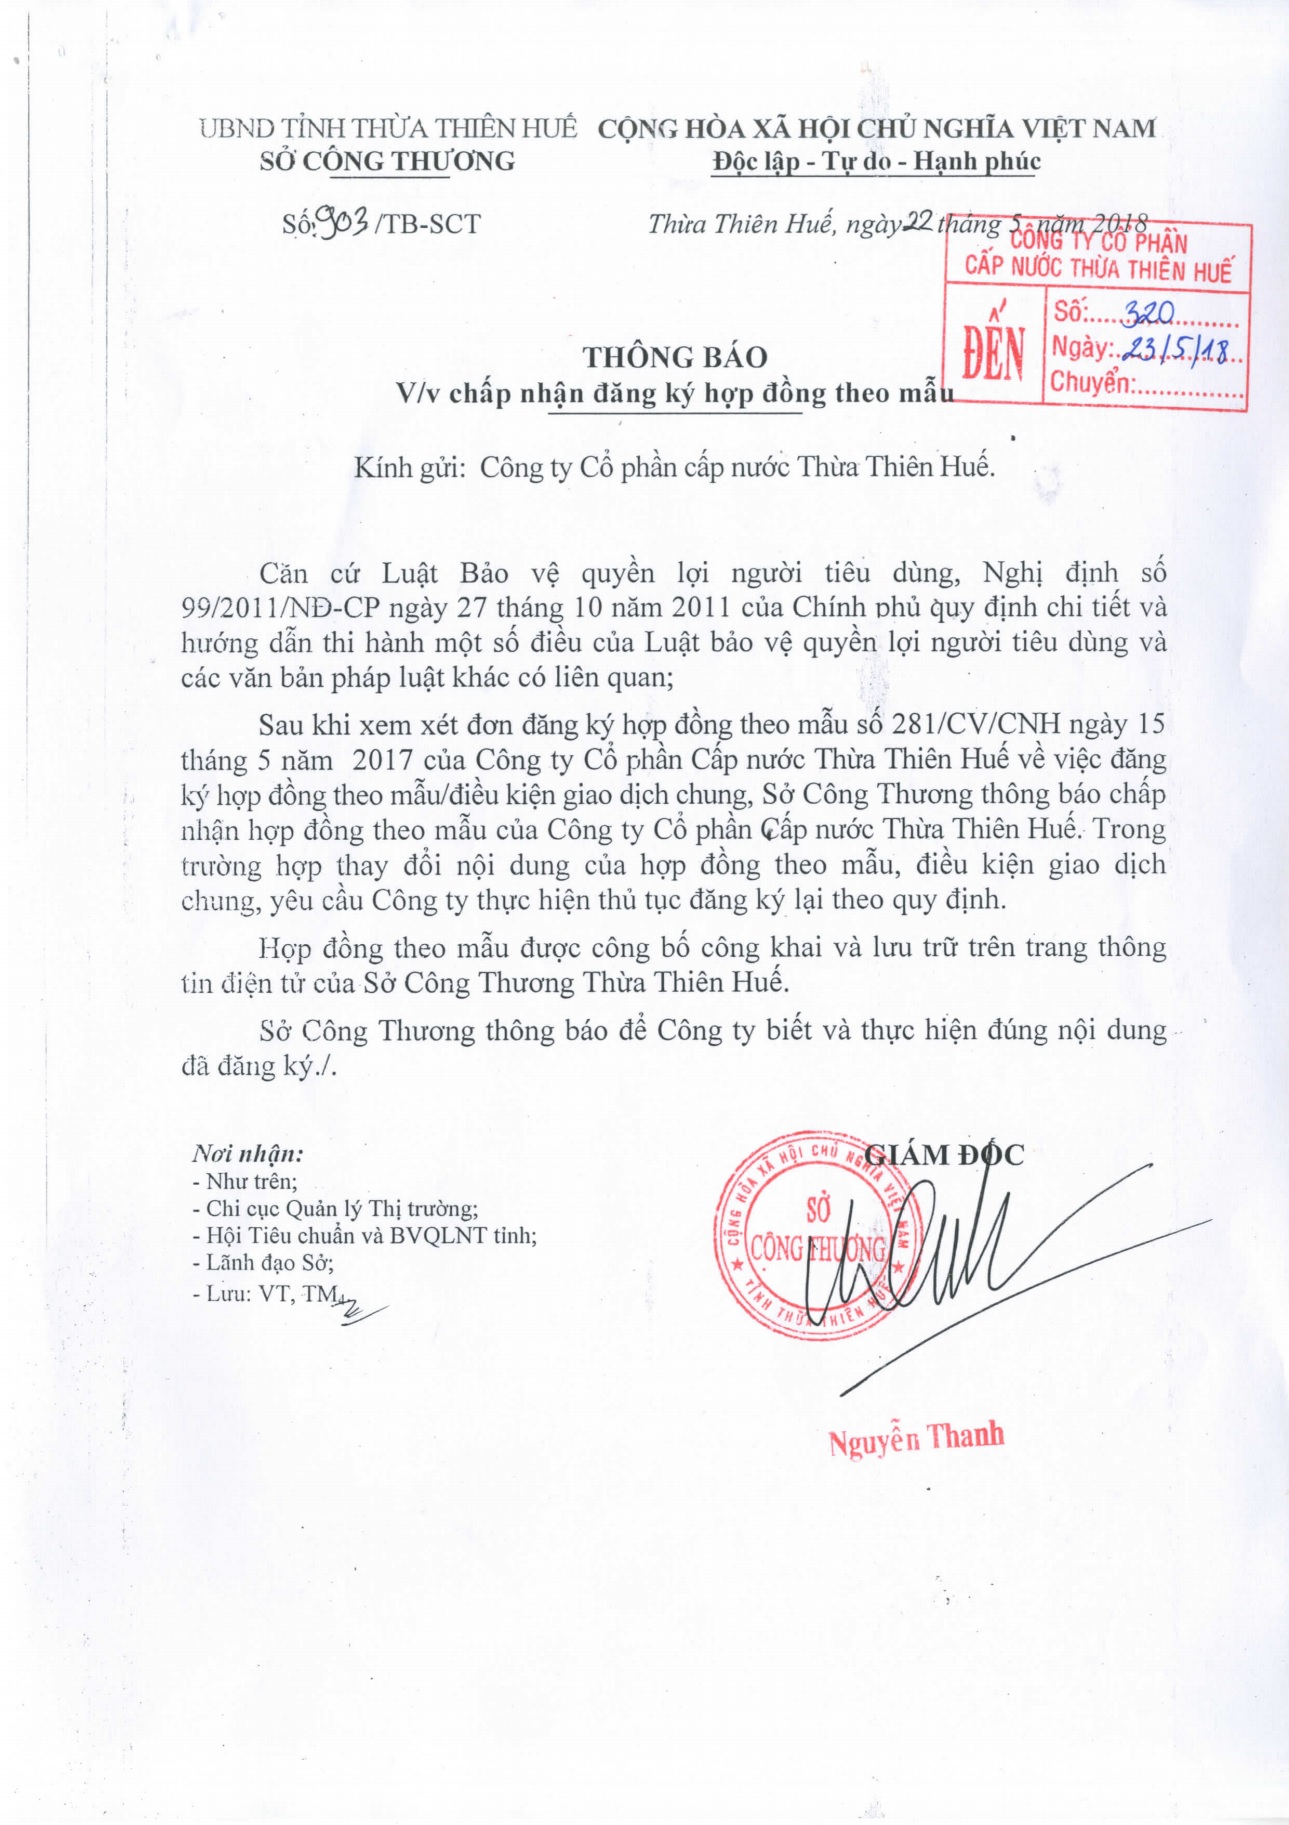 UBND TỈNH THỪA THIÊN HUẾ CỘNG HÒA XÃ HỘI CHỦ NGHĨA VIỆT NAM
SỞ CÔNG THƯƠNG Độc lập - Tự do - Hạnh phúc
Số: 903 /TB-SCT Thừa Thiên Huế, ngày 22 tháng 5 năm 2018
CÔNG TY CỔ PHẦN
CẤP NƯỚC THỪA THIÊN HUẾ
ĐẾN
Số:.....320..........
Ngày:..23/5/18..
Chuyển:................
THÔNG BÁO
V/v chấp nhận đăng ký hợp đồng theo mẫu
Kính gửi: Công ty Cổ phần cấp nước Thừa Thiên Huế.
Căn cứ Luật Bảo vệ quyền lợi người tiêu dùng, Nghị định số
99/2011/NĐ-CP ngày 27 tháng 10 năm 2011 của Chính phủ quy định chi tiết và
hướng dẫn thi hành một số điều của Luật bảo vệ quyền lợi người tiêu dùng và
các văn bản pháp luật khác có liên quan;
Sau khi xem xét đơn đăng ký hợp đồng theo mẫu số 281/CV/CNH ngày 15
tháng 5 năm 2017 của Công ty Cổ phần Cấp nước Thừa Thiên Huế về việc đăng
ký hợp đồng theo mẫu/điều kiện giao dịch chung, Sở Công Thương thông báo chấp
nhận hợp đồng theo mẫu của Công ty Cổ phần Cấp nước Thừa Thiên Huế. Trong
trường hợp thay đổi nội dung của hợp đồng theo mẫu, điều kiện giao dịch
chung, yêu cầu Công ty thực hiện thủ tục đăng ký lại theo quy định.
Hợp đồng theo mẫu được công bố công khai và lưu trữ trên trang thông
tin điện tử của Sở Công Thương Thừa Thiên Huế.
Sở Công Thương thông báo để Công ty biết và thực hiện đúng nội dung
đã đăng ký./.
Nơi nhận:
- Như trên;
- Chi cục Quản lý Thị trường;
- Hội Tiêu chuẩn và BVQLNT tỉnh;
- Lãnh đạo Sở;
- Lưu: VT, TM
GIÁM ĐỐC
CỘNG HÒA XÃ HỘI CHỦ NGHĨA VIỆT NAM
SỞ
CÔNG THƯƠNG
TỈNH THỪA THIÊN HUẾ
Nguyễn Thanh